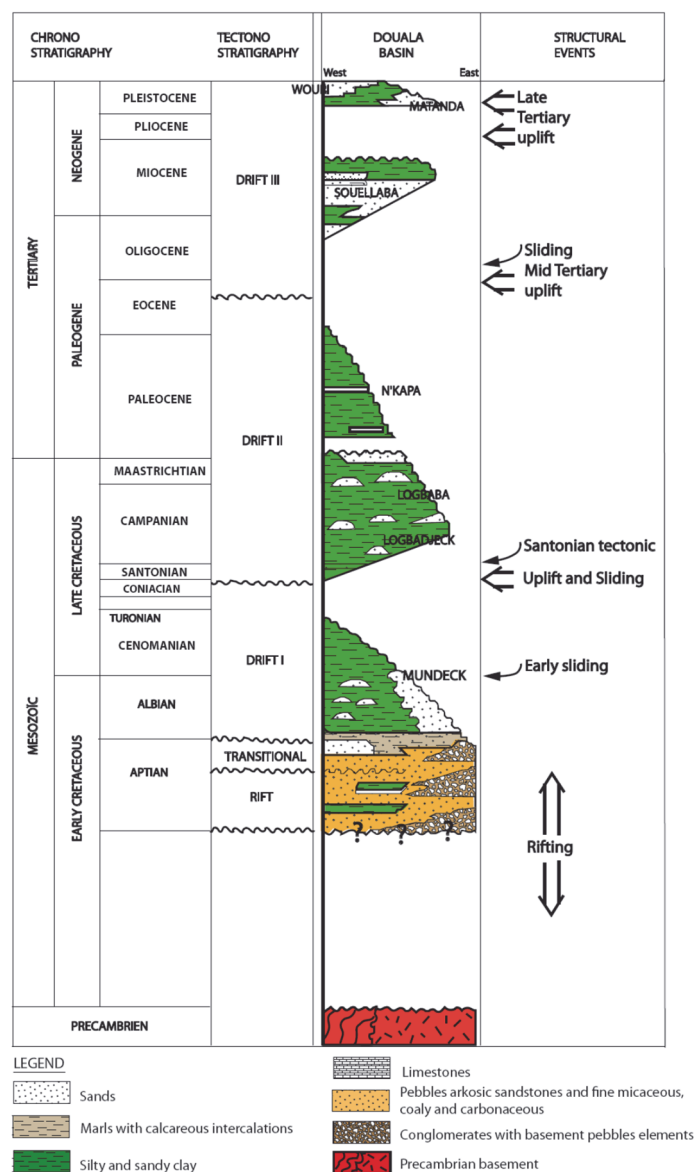 CHRONO
STRATIGRAPHY
TECTONO
STRATIGRAPHY
DOUALA
BASIN
STRUCTURAL
EVENTS
West
East
TERTIARY
NEOGENE
PALEOGENE
PLEISTOCENE
PLIOCENE
MIOCENE
OLIGOCENE
EOCENE
PALEOCENE
MESOZOÏC
LATE CRETACEOUS
EARLY CRETACEOUS
MAASTRICHTIAN
CAMPANIAN
SANTONIAN
CONIACIAN
TURONIAN
CENOMANIAN
ALBIAN
APTIAN
PRECAMBRIEN
DRIFT III
DRIFT II
DRIFT I
TRANSITIONAL
RIFT
WOURI
MATANDA
SOUELLABA
N'KAPA
LOGBABA
LOGBADJECK
MUNDECK
? ? ?
Late
Tertiary
uplift
Sliding
Mid Tertiary
uplift
Santonian tectonic
Uplift and Sliding
Early sliding
Rifting
LEGEND
Sands
Marls with calcareous intercalations
Silty and sandy clay
Limestones
Pebbles arkosic sandstones and fine micaceous,
coaly and carbonaceous
Conglomerates with basement pebbles elements
Precambrian basement